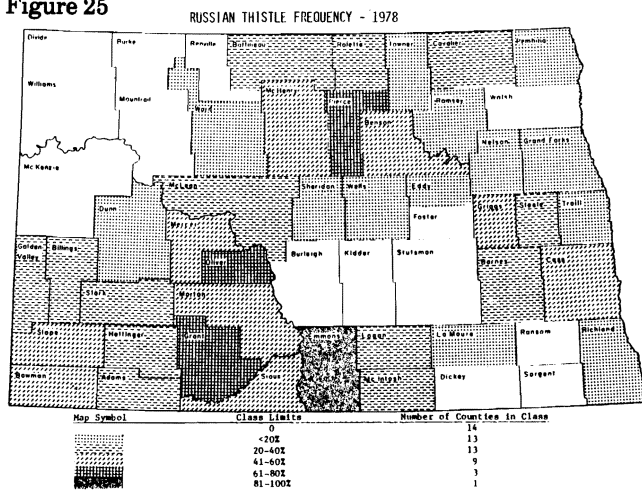 Figure 25
RUSSIAN THISTLE FREQUENCY - 1978
Divide Burke Renville Bottineau Rolette Towner Cavalier Pembina
Williams Mountrail Ward McHenry Pierce Benson Ramsey Walsh
Nelson Grand Forks
McKenzie McLean Sheridan Wells Eddy
Dunn Mercer Foster Griggs Steele Traill
Golden Valley Billings Oliver Burleigh Kidder Stutsman Barnes Cass
Stark Morton
Slope Hettinger Grant Emmons Logan La Moure Ransom Richland
Bowman Adams Sioux McIntosh Dickey Sargent
Map Symbol Class Limits Number of Counties in Class
0 14
<20% 13
20-40% 13
41-60% 9
61-80% 3
81-100% 1